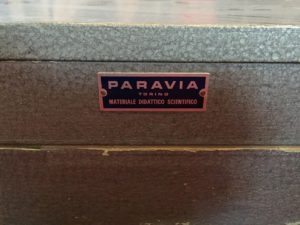 PARAVIA
TORINO
MATERIALE DIDATTICO SCIENTIFICO